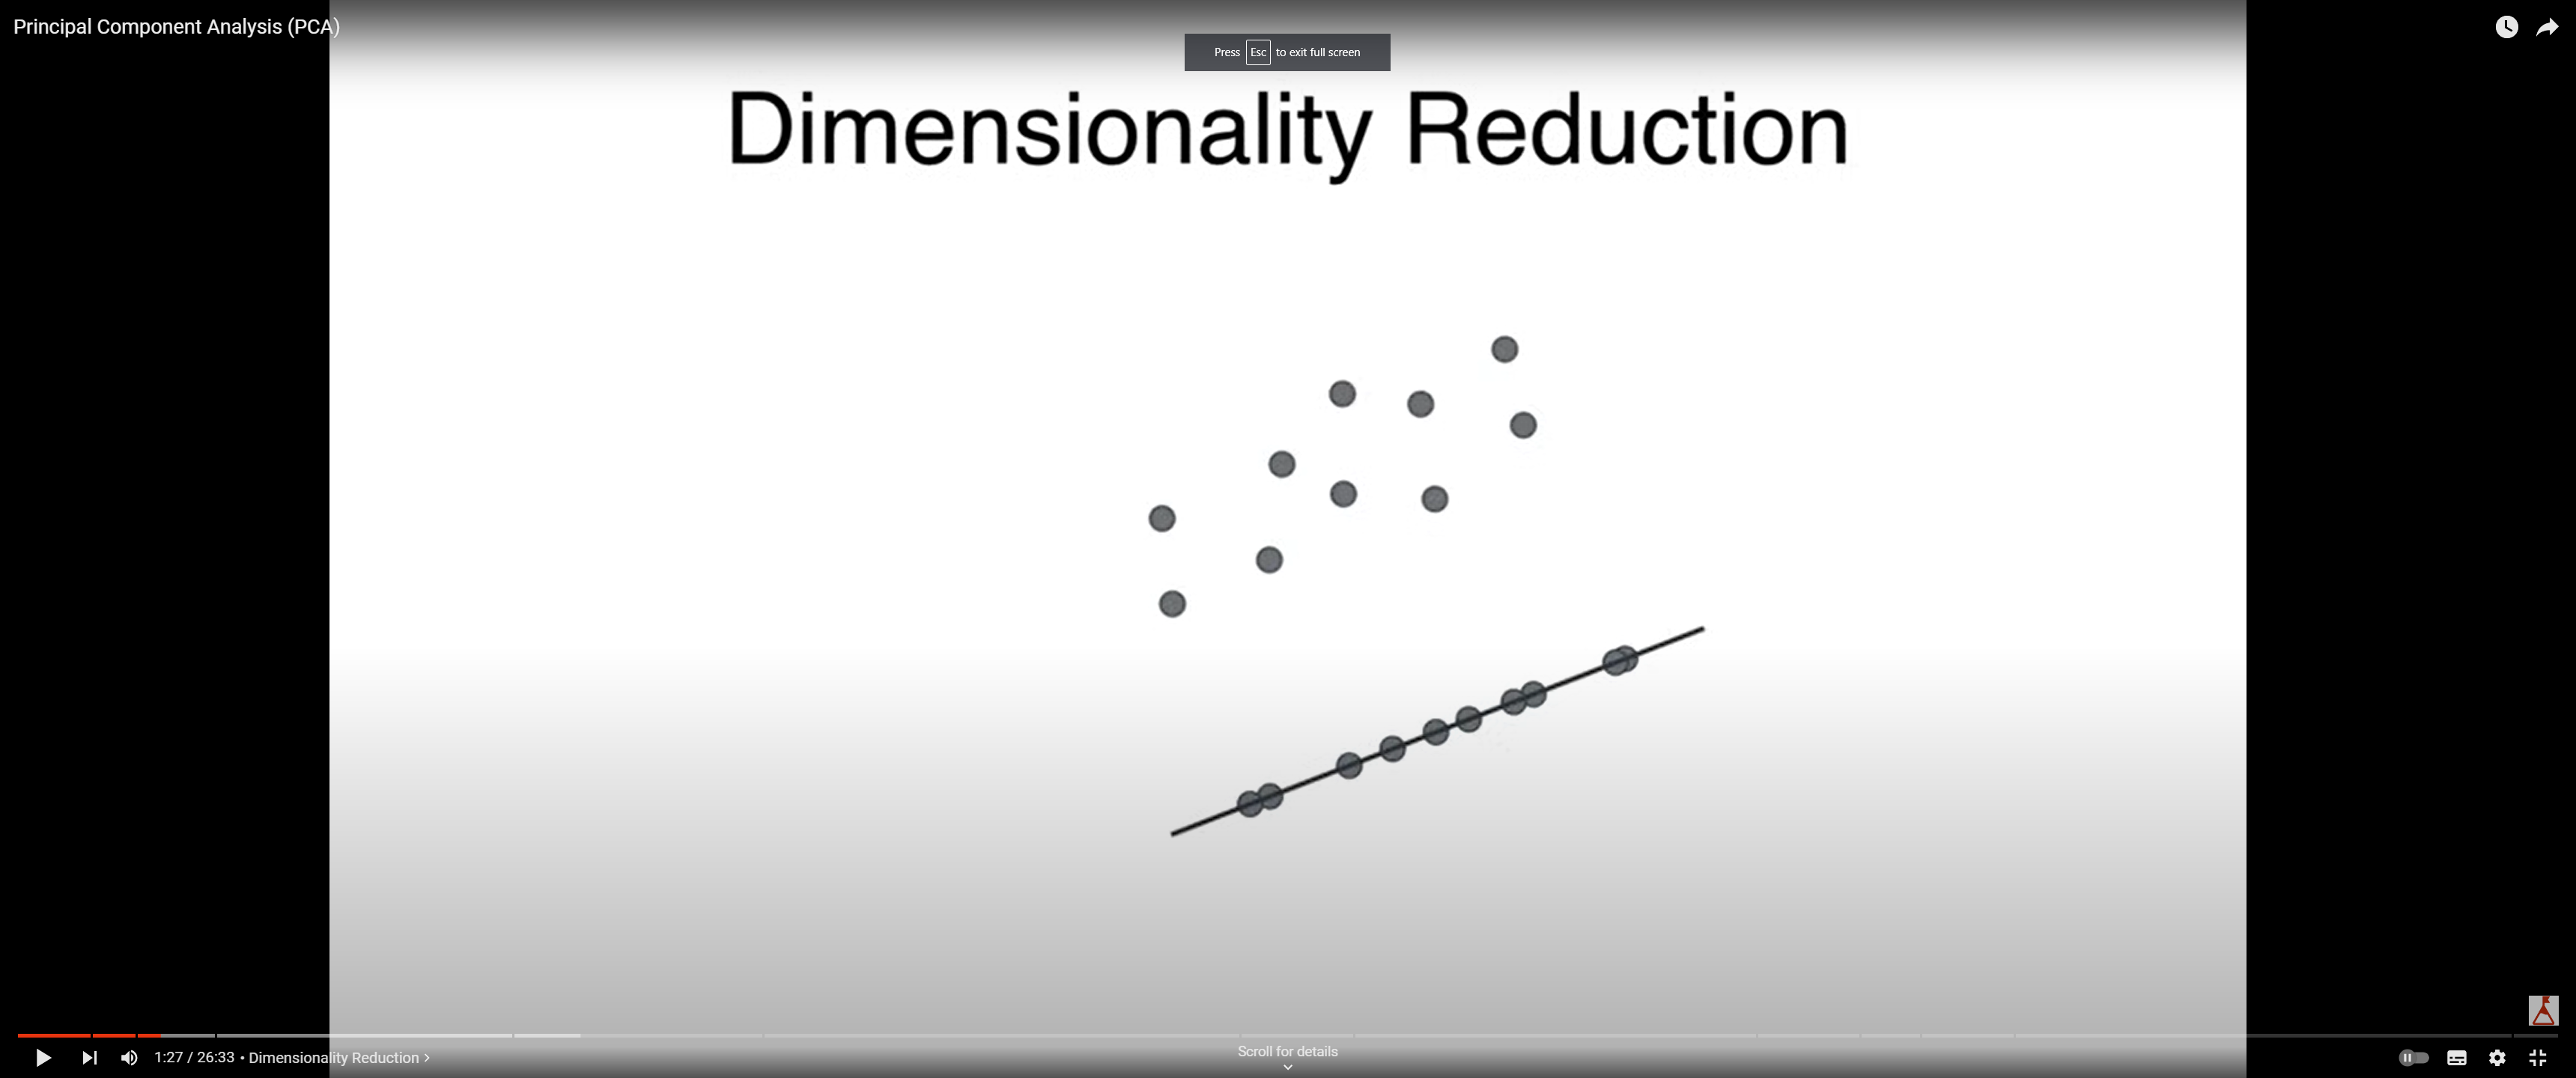 Principal Component Analysis (PCA)
Press Esc to exit full screen
Dimensionality Reduction
1:27 / 26:33 • Dimensionality Reduction >
Scroll for details